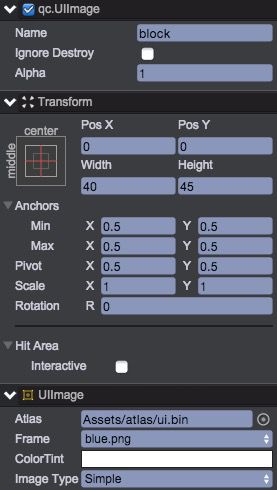 qc.UIImage
Name block
Ignore Destroy
Alpha 1
Transform
center
middle
Pos X Pos Y
0 0
Width Height
40 45
Anchors
Min X 0.5 Y 0.5
Max X 0.5 Y 0.5
Pivot X 0.5 Y 0.5
Scale X 1 Y 1
Rotation R 0
Hit Area
Interactive
UIImage
Atlas Assets/atlas/ui.bin
Frame blue.png
ColorTint
Image Type Simple